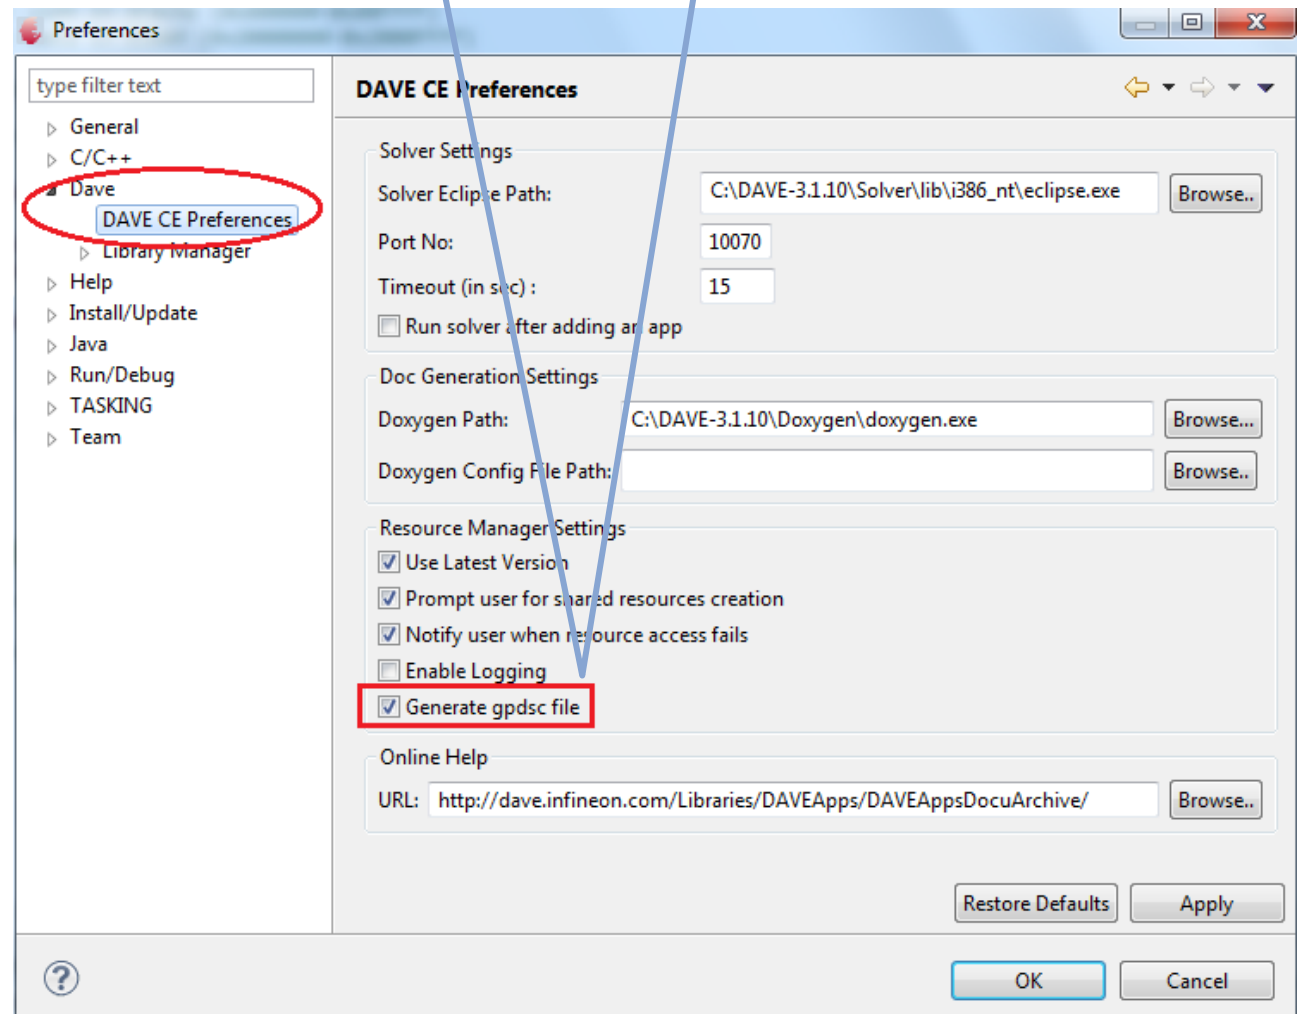 Preferences
type filter text
General
C/C++
Dave
DAVE CE Preferences
Library Manager
Help
Install/Update
Java
Run/Debug
TASKING
Team
DAVE CE Preferences
Solver Settings
Solver Eclipse Path: C:\DAVE-3.1.10\Solver\lib\i386_nt\eclipse.exe Browse..
Port No: 10070
Timeout (in sec) : 15
Run solver after adding an app
Doc Generation Settings
Doxygen Path: C:\DAVE-3.1.10\Doxygen\doxygen.exe Browse...
Doxygen Config File Path: Browse..
Resource Manager Settings
Use Latest Version
Prompt user for shared resources creation
Notify user when resource access fails
Enable Logging
Generate gpdsc file
Online Help
URL: http://dave.infineon.com/Libraries/DAVEApps/DAVEAppsDocuArchive/ Browse..
Restore Defaults Apply
OK Cancel